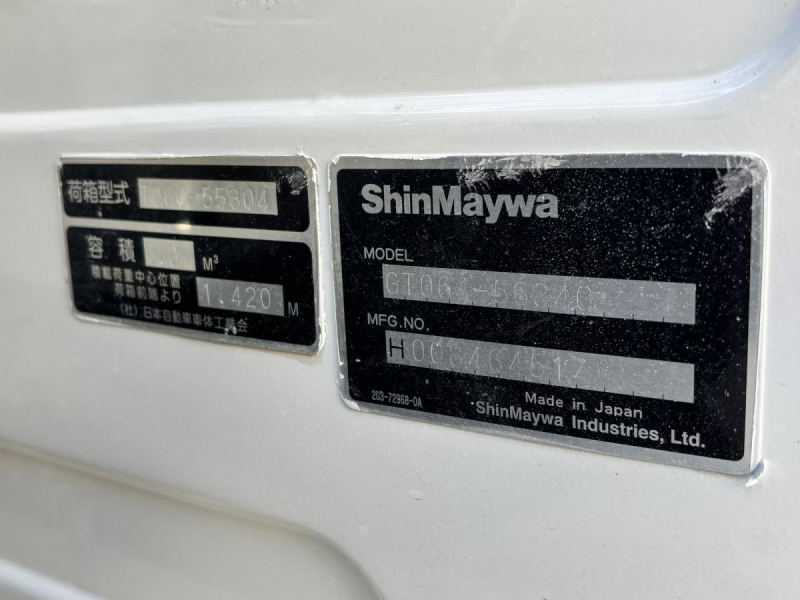 荷箱型式
容積 M³
積載荷重中心位置
荷箱前端より 1.420 M
(社)日本自動車車体工業会
ShinMaywa
MODEL
MFG.NO.
H
203-72968-0A
Made in Japan
ShinMaywa Industries, Ltd.